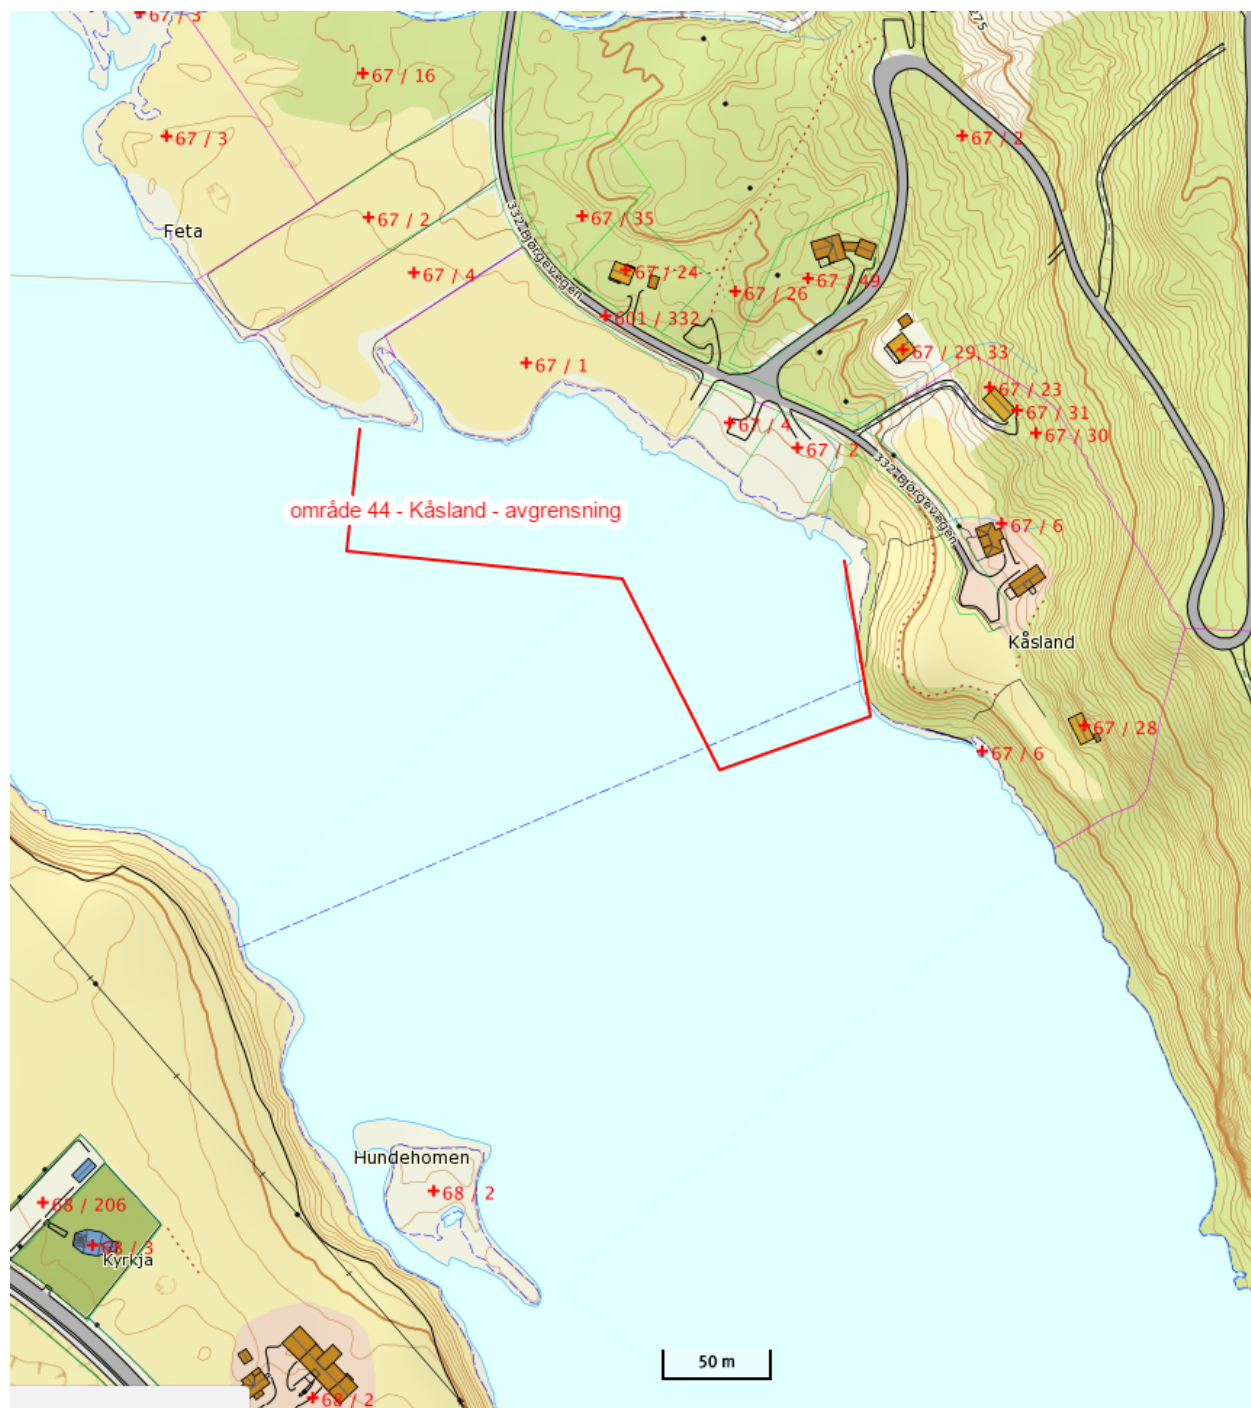 67 / 3
275
67 / 16
67 / 3
67 / 2
Feta
67 / 2
67 / 35
332 Bjørgevegen
67 / 4
67 / 24
67 / 26
67 / 49
601 / 332
67 / 29, 33
67 / 1
67 / 23
67 / 31
67 / 4
67 / 30
67 / 2
332 Bjørgevegen
område 44 - Kåsland - avgrensning
67 / 6
Kåsland
67 / 28
67 / 6
Hundehomen
68 / 2
68 / 206
68 / 3
Kyrkja
50 m
68 / 2